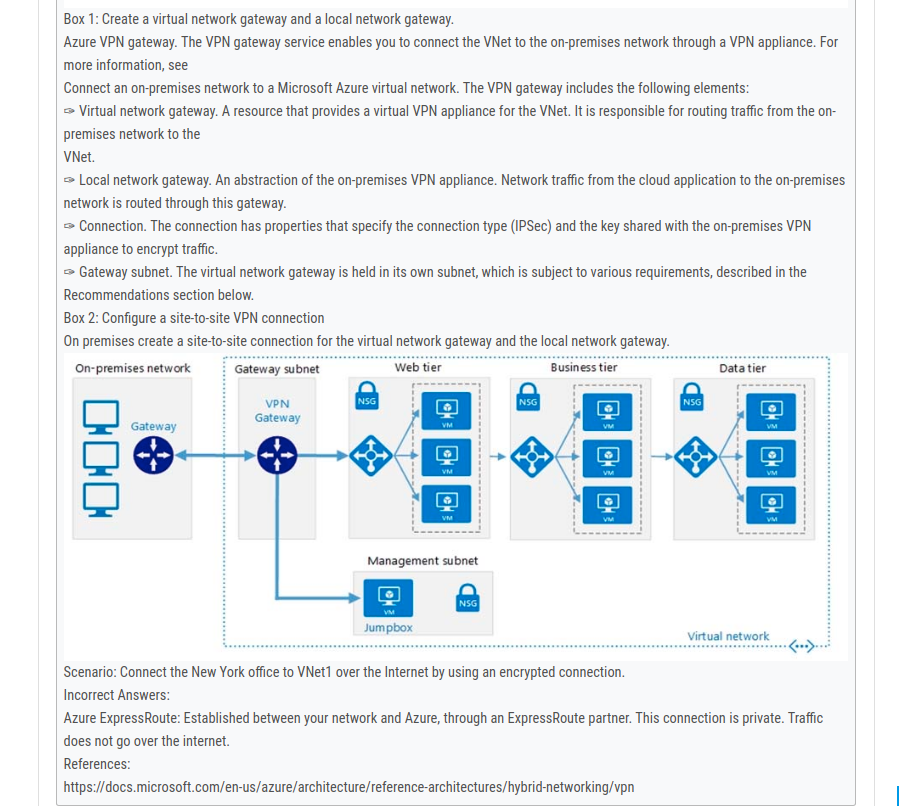 Box 1: Create a virtual network gateway and a local network gateway.
Azure VPN gateway. The VPN gateway service enables you to connect the VNet to the on-premises network through a VPN appliance. For
more information, see
Connect an on-premises network to a Microsoft Azure virtual network. The VPN gateway includes the following elements:
✑ Virtual network gateway. A resource that provides a virtual VPN appliance for the VNet. It is responsible for routing traffic from the on-
premises network to the
VNet.
✑ Local network gateway. An abstraction of the on-premises VPN appliance. Network traffic from the cloud application to the on-premises
network is routed through this gateway.
✑ Connection. The connection has properties that specify the connection type (IPSec) and the key shared with the on-premises VPN
appliance to encrypt traffic.
✑ Gateway subnet. The virtual network gateway is held in its own subnet, which is subject to various requirements, described in the
Recommendations section below.
Box 2: Configure a site-to-site VPN connection
On premises create a site-to-site connection for the virtual network gateway and the local network gateway.
On-premises network
Gateway
Gateway subnet
VPN
Gateway
Web tier
NSG
VM
VM
VM
Business tier
NSG
VM
VM
VM
Data tier
NSG
VM
VM
VM
Management subnet
VM
Jumpbox
NSG
Virtual network
Scenario: Connect the New York office to VNet1 over the Internet by using an encrypted connection.
Incorrect Answers:
Azure ExpressRoute: Established between your network and Azure, through an ExpressRoute partner. This connection is private. Traffic
does not go over the internet.
References:
https://docs.microsoft.com/en-us/azure/architecture/reference-architectures/hybrid-networking/vpn